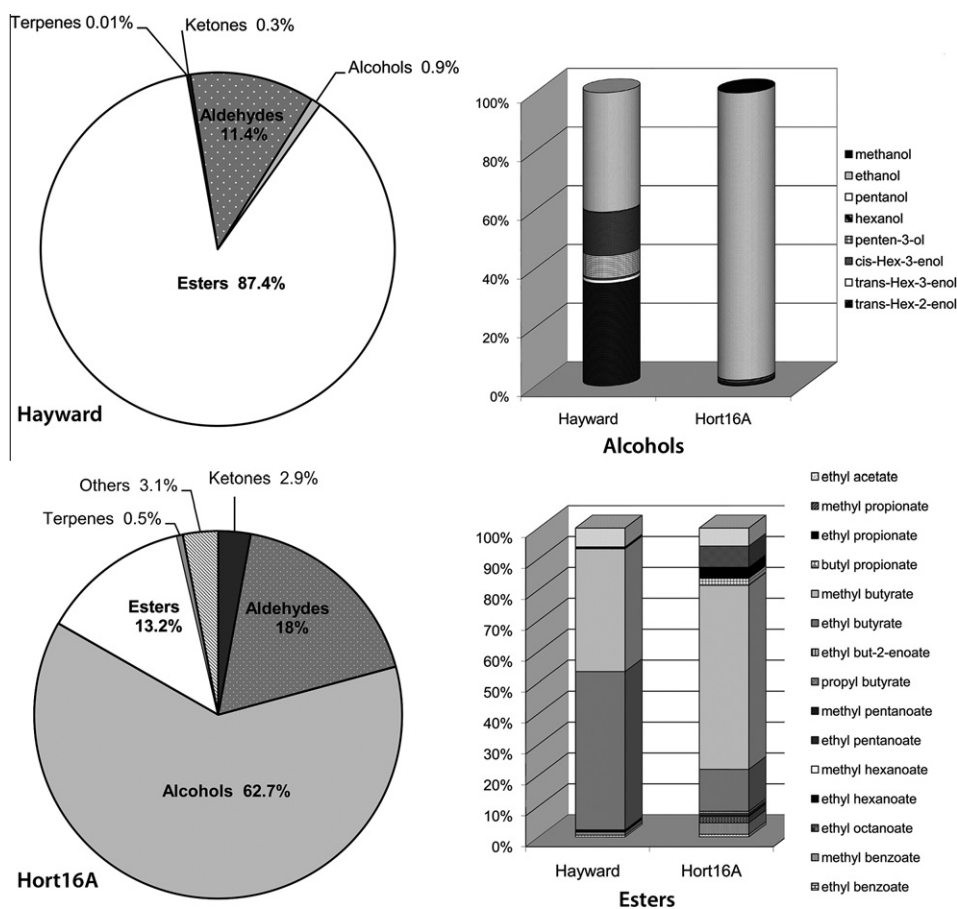 Terpenes 0.01%
Ketones 0.3%
Alcohols 0.9%
Aldehydes
11.4%
Esters 87.4%
Hayward
100%
80%
60%
40%
20%
0%
Hayward
Hort16A
Alcohols
methanol
ethanol
pentanol
hexanol
penten-3-ol
cis-Hex-3-enol
trans-Hex-3-enol
trans-Hex-2-enol
Others 3.1%
Ketones 2.9%
Terpenes 0.5%
Esters
13.2%
Aldehydes
18%
Alcohols 62.7%
Hort16A
100%
90%
80%
70%
60%
50%
40%
30%
20%
10%
0%
Hayward
Hort16A
Esters
ethyl acetate
methyl propionate
ethyl propionate
butyl propionate
methyl butyrate
ethyl butyrate
ethyl but-2-enoate
propyl butyrate
methyl pentanoate
ethyl pentanoate
methyl hexanoate
ethyl hexanoate
ethyl octanoate
methyl benzoate
ethyl benzoate